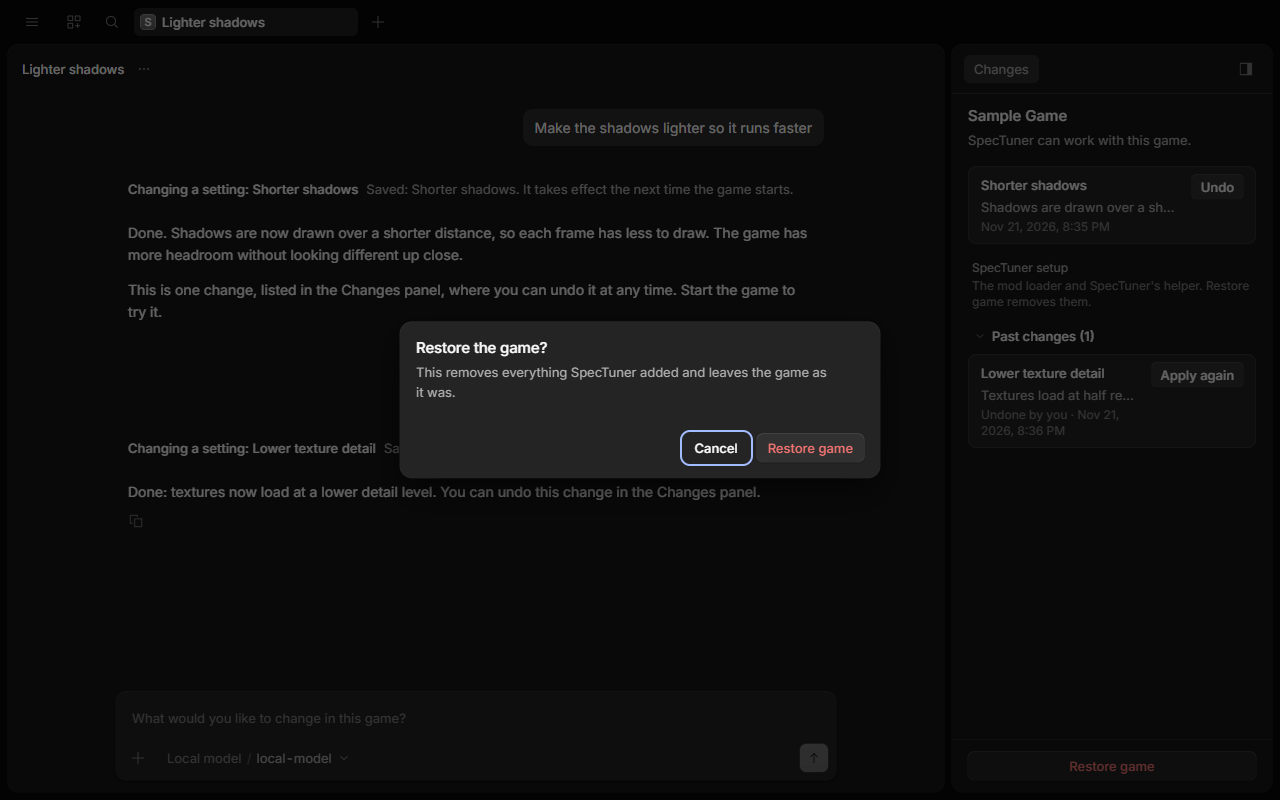 S Lighter shadows
Lighter shadows
Changes
Make the shadows lighter so it runs faster
Changing a setting: Shorter shadows Saved: Shorter shadows. It takes effect the next time the game starts.
Done. Shadows are now drawn over a shorter distance, so each frame has less to draw. The game has
more headroom without looking different up close.
This is one change, listed in the Changes panel, where you can undo it at any time. Start the game to
try it.
Restore the game?
This removes everything SpecTuner added and leaves the game as
it was.
Cancel
Restore game
Changing a setting: Lower texture detail
Done: textures now load at a lower detail level. You can undo this change in the Changes panel.
What would you like to change in this game?
Local model / local-model
Sample Game
SpecTuner can work with this game.
Shorter shadows
Undo
Shadows are drawn over a sh...
Nov 21, 2026, 8:35 PM
SpecTuner setup
The mod loader and SpecTuner's helper. Restore
game removes them.
Past changes (1)
Lower texture detail
Apply again
Textures load at half re...
Undone by you · Nov 21,
2026, 8:36 PM
Restore game